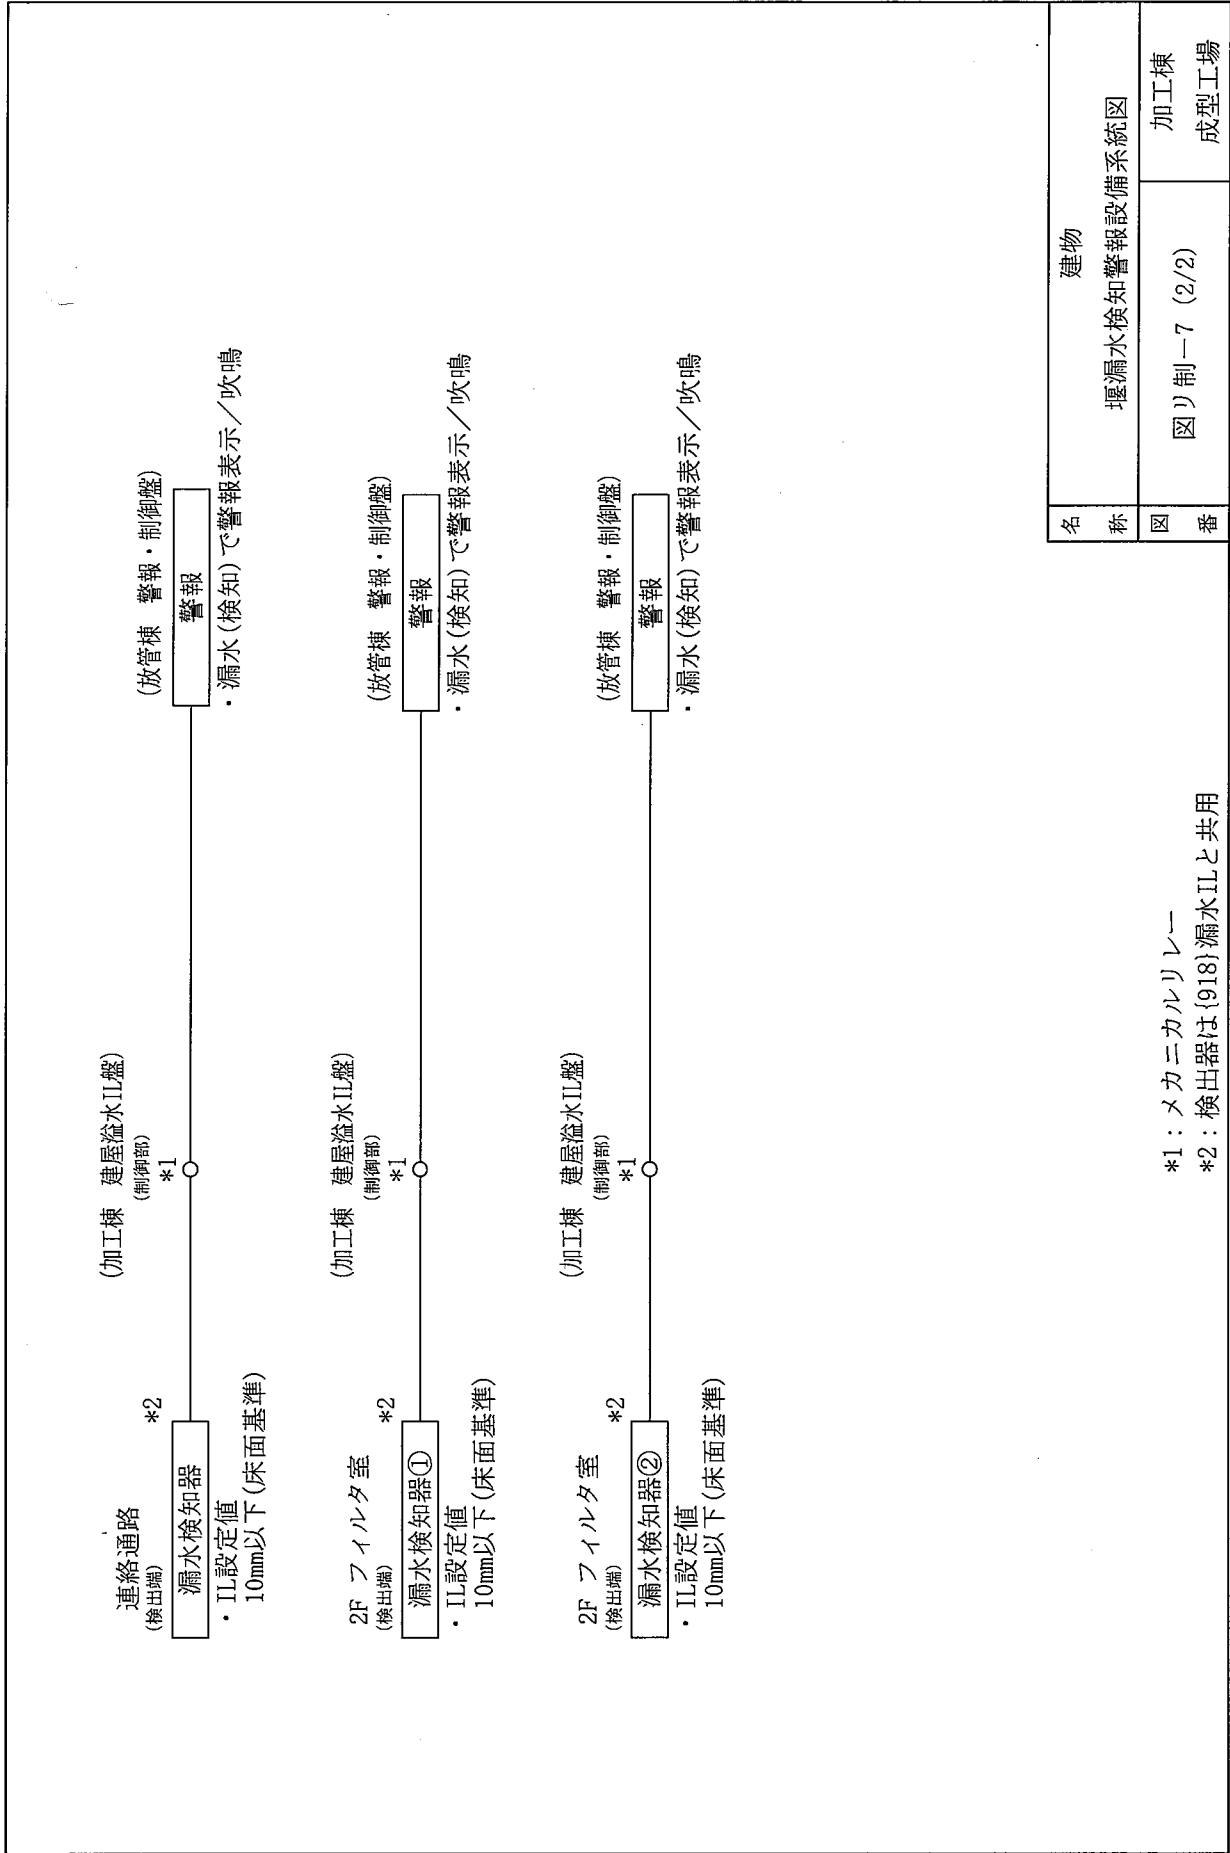 連絡通路
(検出端)
*2
漏水検知器
・IL設定値
10mm以下(床面基準)
(加工棟 建屋溢水IL盤)
(制御部)
*1
(放管棟 警報・制御盤)
警報
・漏水(検知)で警報表示/吹鳴
2F フィルタ室
(検出端)
*2
漏水検知器①
・IL設定値
10mm以下(床面基準)
(加工棟 建屋溢水IL盤)
(制御部)
*1
(放管棟 警報・制御盤)
警報
・漏水(検知)で警報表示/吹鳴
2F フィルタ室
(検出端)
*2
漏水検知器②
・IL設定値
10mm以下(床面基準)
(加工棟 建屋溢水IL盤)
(制御部)
*1
(放管棟 警報・制御盤)
警報
・漏水(検知)で警報表示/吹鳴
*1:メカニカルリレー
*2:検出器は{918}漏水ILと共用
名称
建物
堰漏水検知警報設備系統図
図番
図リ制―7 (2/2)
加工棟
成型工場